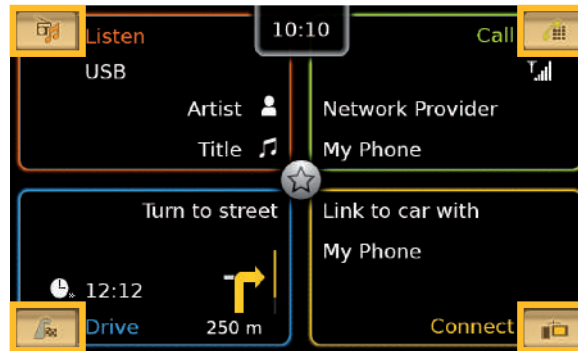 10:10
Listen
USB
Artist
Title
Call
Network Provider
My Phone
Turn to street
12:12
Drive
250 m
Link to car with
My Phone
Connect